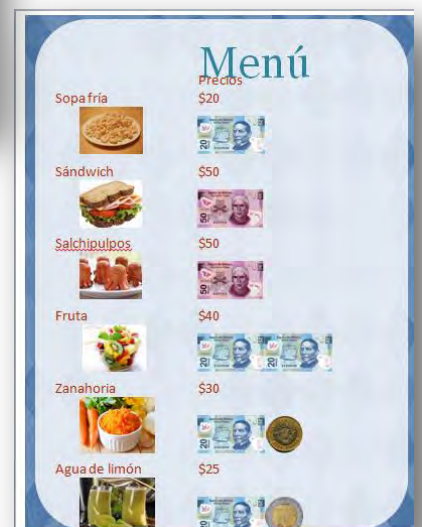 Menú
Precios
Sopa fría $20
Sándwich $50
Salchipulpos $50
Fruta $40
Zanahoria $30
Agua de limón $25